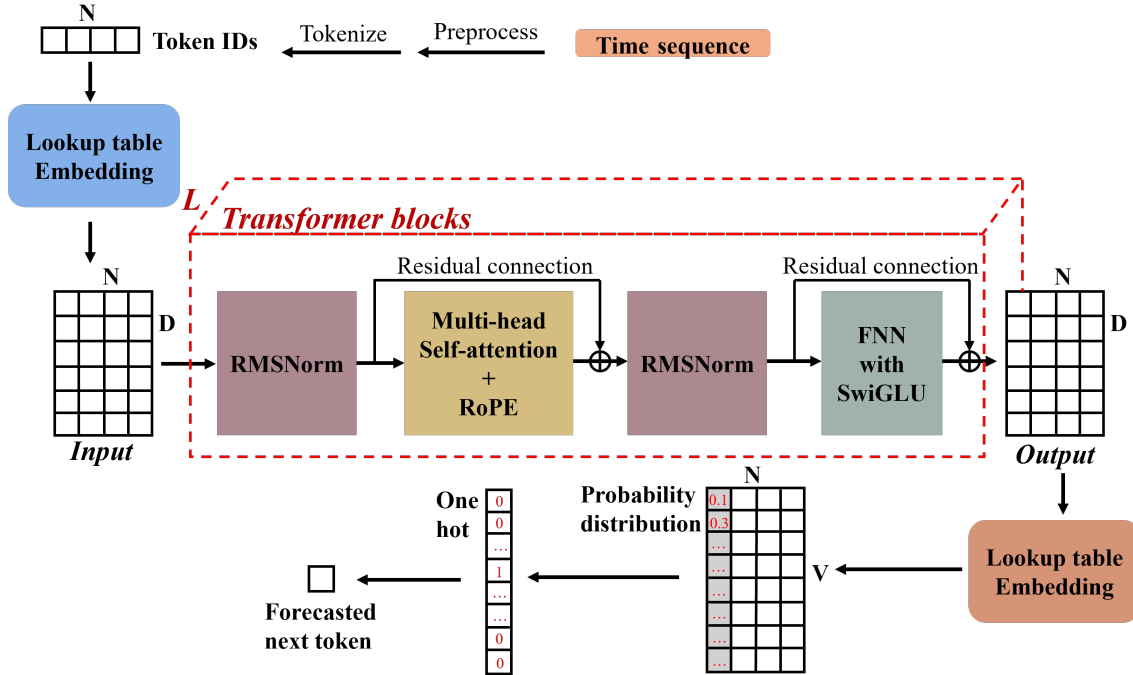 N
Token IDs
Tokenize
Preprocess
Time sequence
Lookup table
Embedding
L
Transformer blocks
N
D
Input
RMSNorm
Residual connection
Multi-head
Self-attention
+
RoPE
RMSNorm
Residual connection
FNN
with
SwiGLU
N
D
Output
Lookup table
Embedding
N
V
Probability
distribution
0.1
0.3
...
...
...
...
...
...
One
hot
0
0
...
1
...
...
0
0
Forecasted
next token